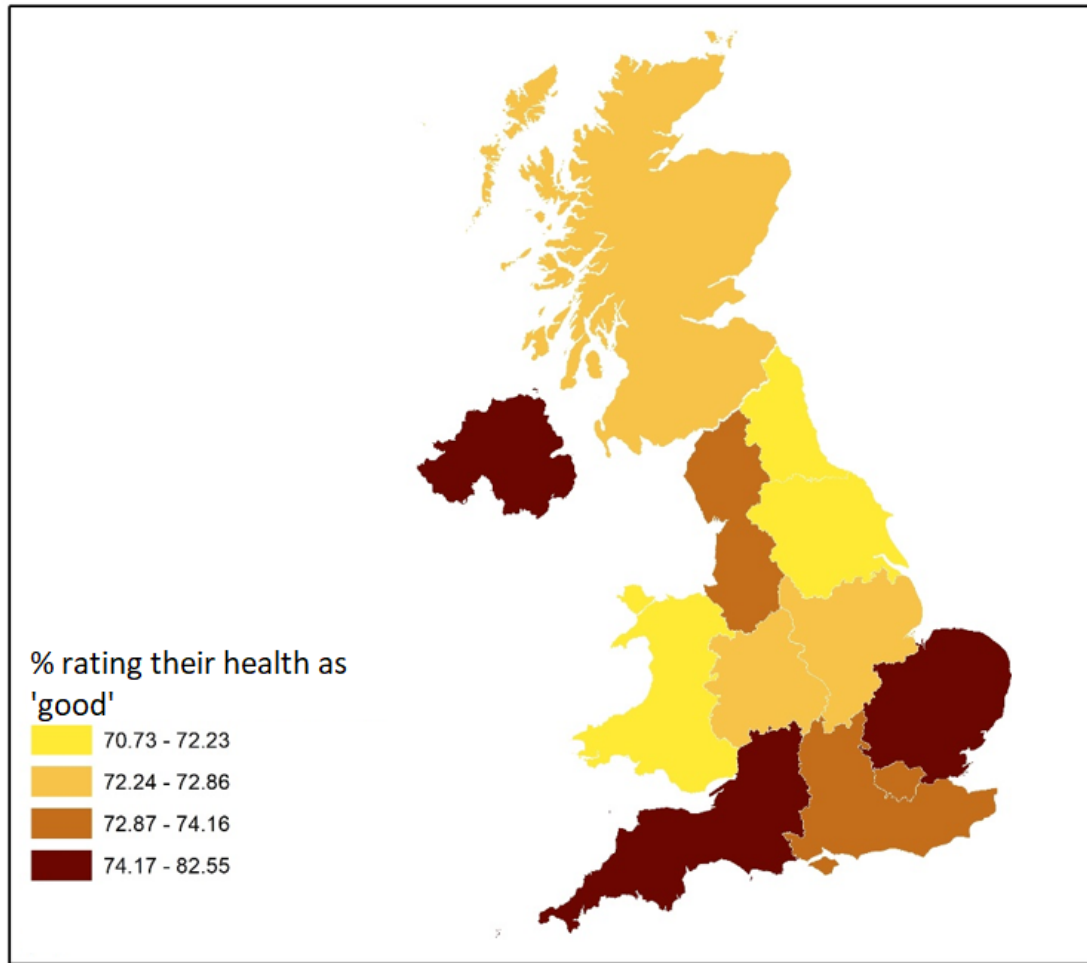 % rating their health as
'good'
70.73 - 72.23
72.24 - 72.86
72.87 - 74.16
74.17 - 82.55